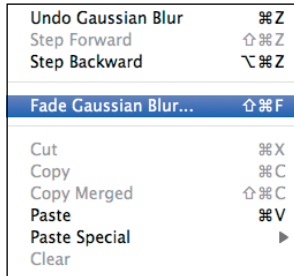 Undo Gaussian Blur ⌘Z
Step Forward ⇧⌘Z
Step Backward ⌥⌘Z
Fade Gaussian Blur... ⇧⌘F
Cut ⌘X
Copy ⌘C
Copy Merged ⇧⌘C
Paste ⌘V
Paste Special ▶
Clear